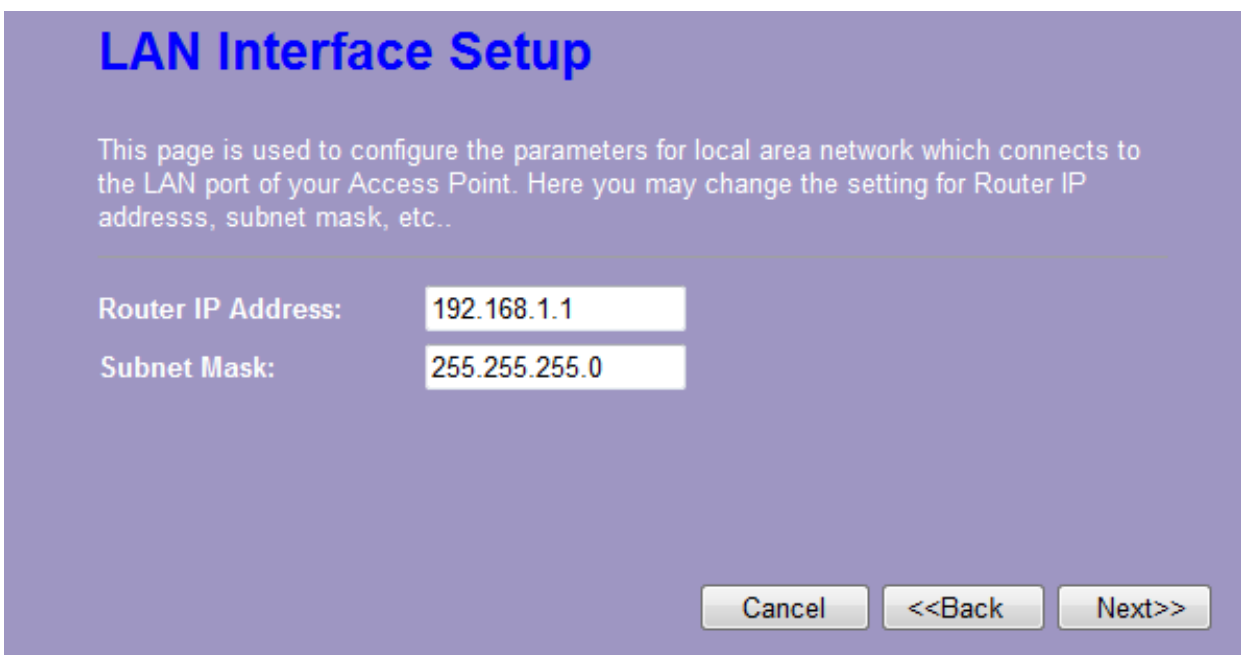 LAN Interface Setup
This page is used to configure the parameters for local area network which connects to
the LAN port of your Access Point. Here you may change the setting for Router IP
addresss, subnet mask, etc..
Router IP Address: 192.168.1.1
Subnet Mask: 255.255.255.0
Cancel <<Back Next>>